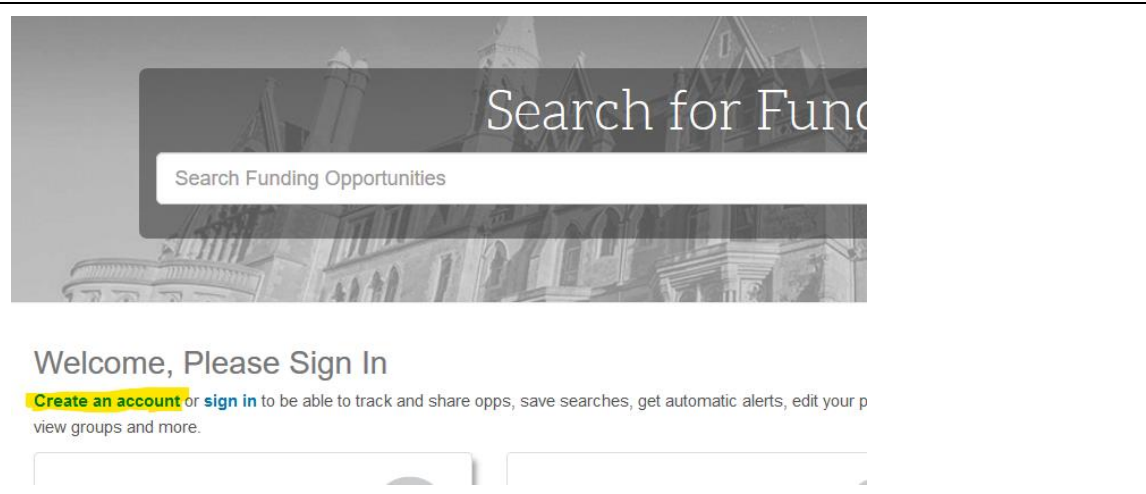 Search for Fund
Search Funding Opportunities
Welcome, Please Sign In
Create an account or sign in to be able to track and share opps, save searches, get automatic alerts, edit your p
view groups and more.